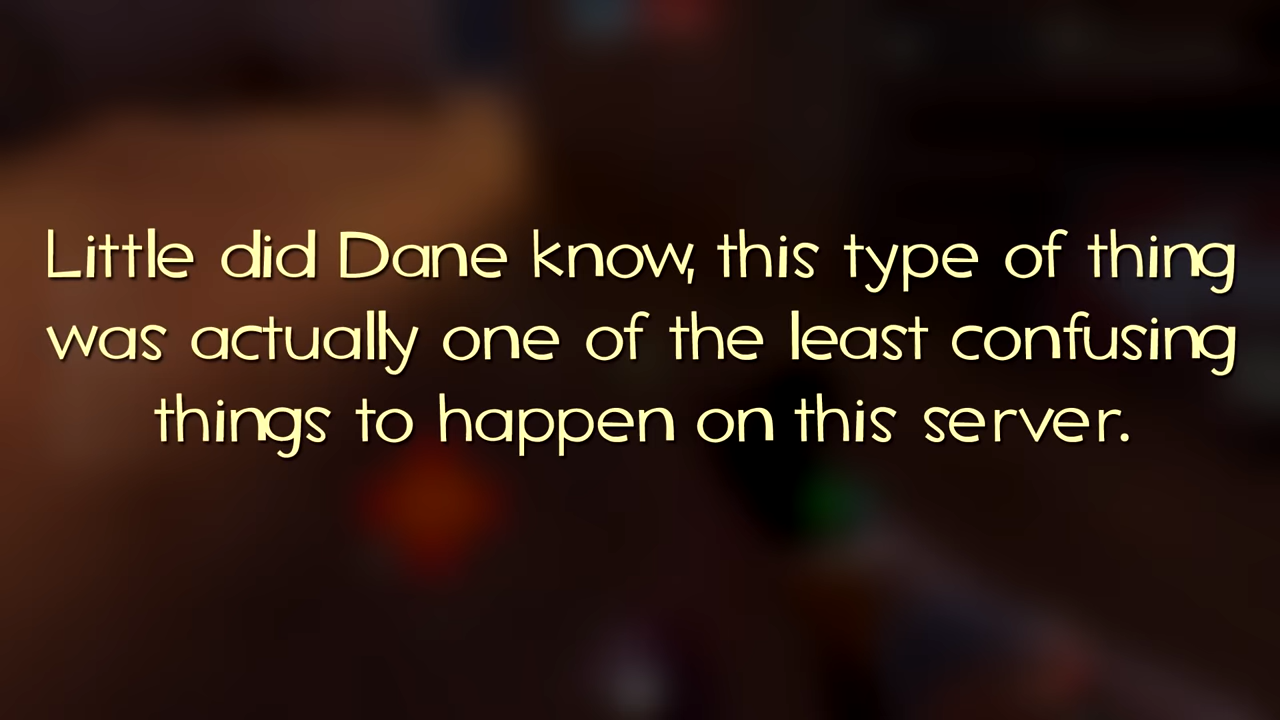 Little did Dane know, this type of thing
was actually one of the least confusing
things to happen on this server.